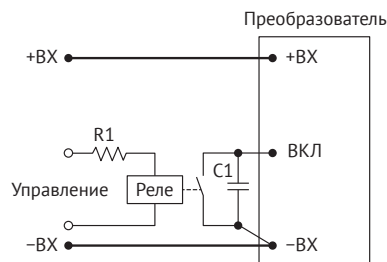 Преобразователь
+ВХ
+ВХ
R1
ВКЛ
C1
Управление
Реле
−ВХ
−ВХ